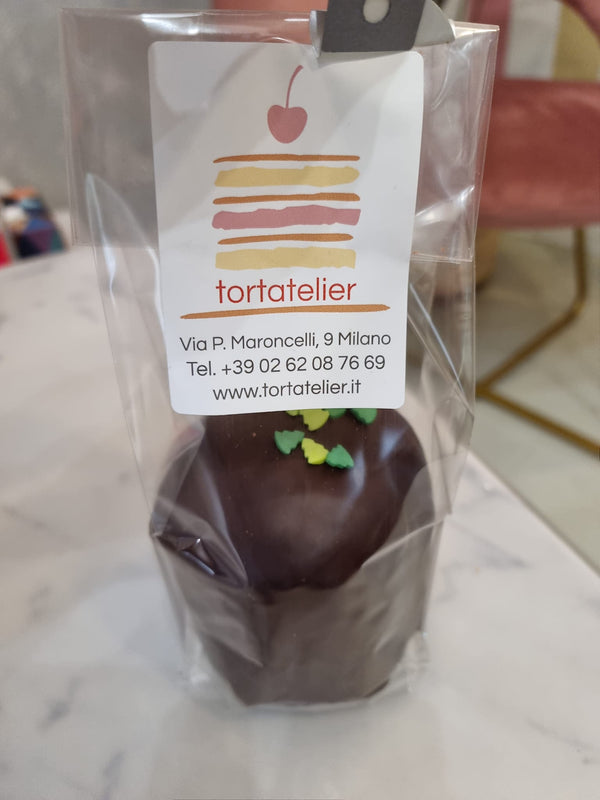 tortatelier
Via P. Maroncelli, 9 Milano
Tel. +39 02 62 08 76 69
www.tortatelier.it